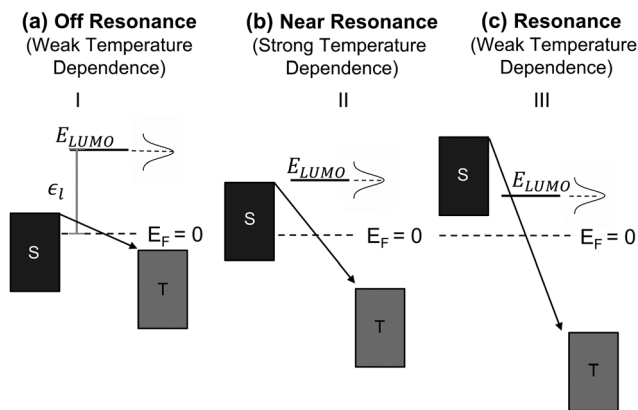 (a) Off Resonance
(Weak Temperature
Dependence)
I
E_LUMO
ϵ_l
S
E_F = 0
T
(b) Near Resonance
(Strong Temperature
Dependence)
II
E_LUMO
S
E_F = 0
T
(c) Resonance
(Weak Temperature
Dependence)
III
S
E_LUMO
E_F = 0
T